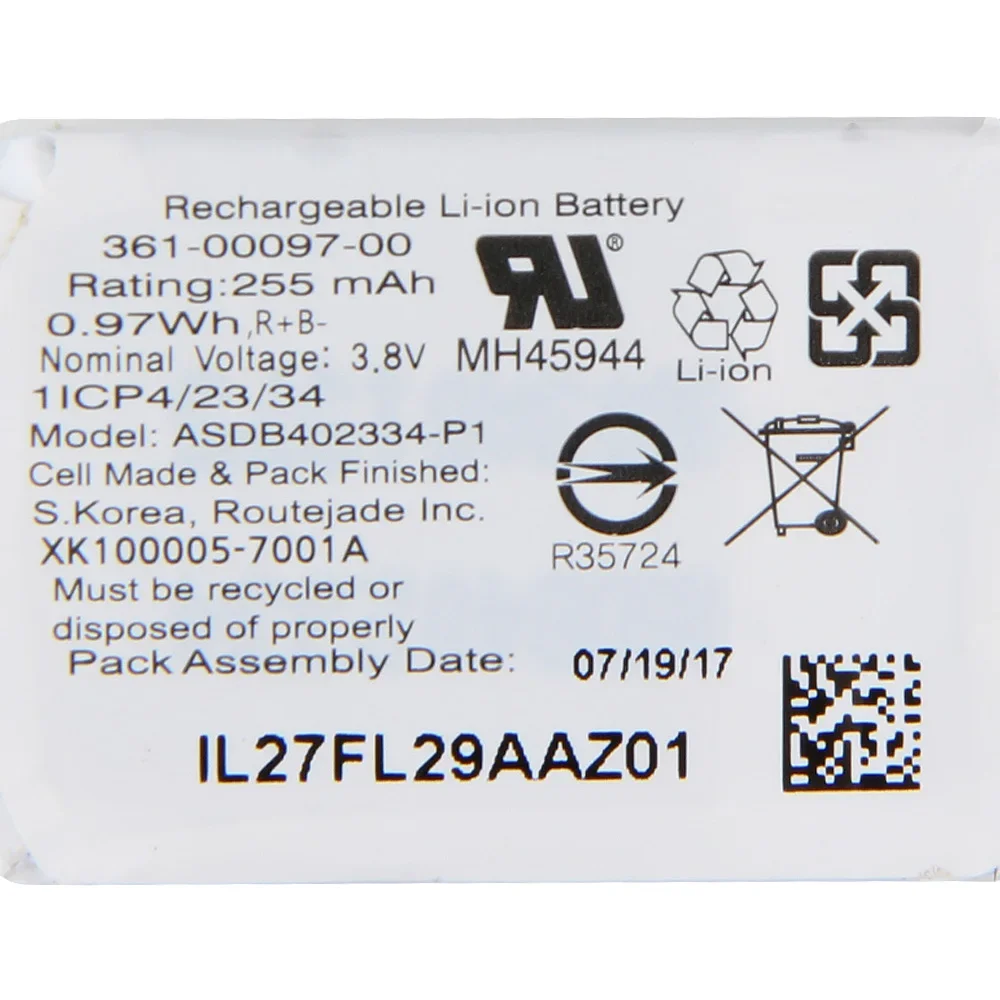 Rechargeable Li-ion Battery
361-00097-00
Rating:255 mAh
0.97Wh,R+B-
Nominal Voltage: 3.8V
1ICP4/23/34
Model: ASDB402334-P1
Cell Made & Pack Finished:
S.Korea, Routejade Inc.
XK100005-7001A
Must be recycled or
disposed of properly
Pack Assembly Date: 07/19/17
IL27FL29AAZ01
RU®
MH45944
Li-ion
R35724